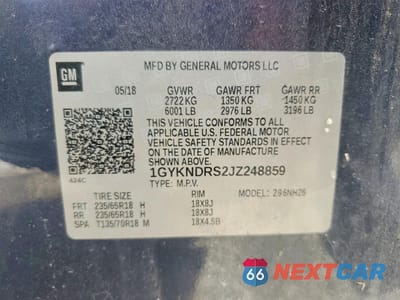 GM
MFD BY GENERAL MOTORS LLC
05/18 GVWR GAWR FRT GAWR RR
2722 KG 1350 KG 1450 KG
6001 LB 2976 LB 3196 LB
THIS VEHICLE CONFORMS TO ALL APPLICABLE
U.S. FEDERAL MOTOR
VEHICLE SAFETY STANDARDS IN EFFECT ON
THE DATE OF MANUFACTURE SHOWN ABOVE.
424C
1GYKNDRS2JZ248859
TYPE: M.P.V. MODEL: 296NH26
TIRE SIZE RIM
FRT 235/65R18 H 18X8J
RR 235/65R18 H 18X8J
SPA T135/70R18 M 18X4.5B
66 NEXTCAR